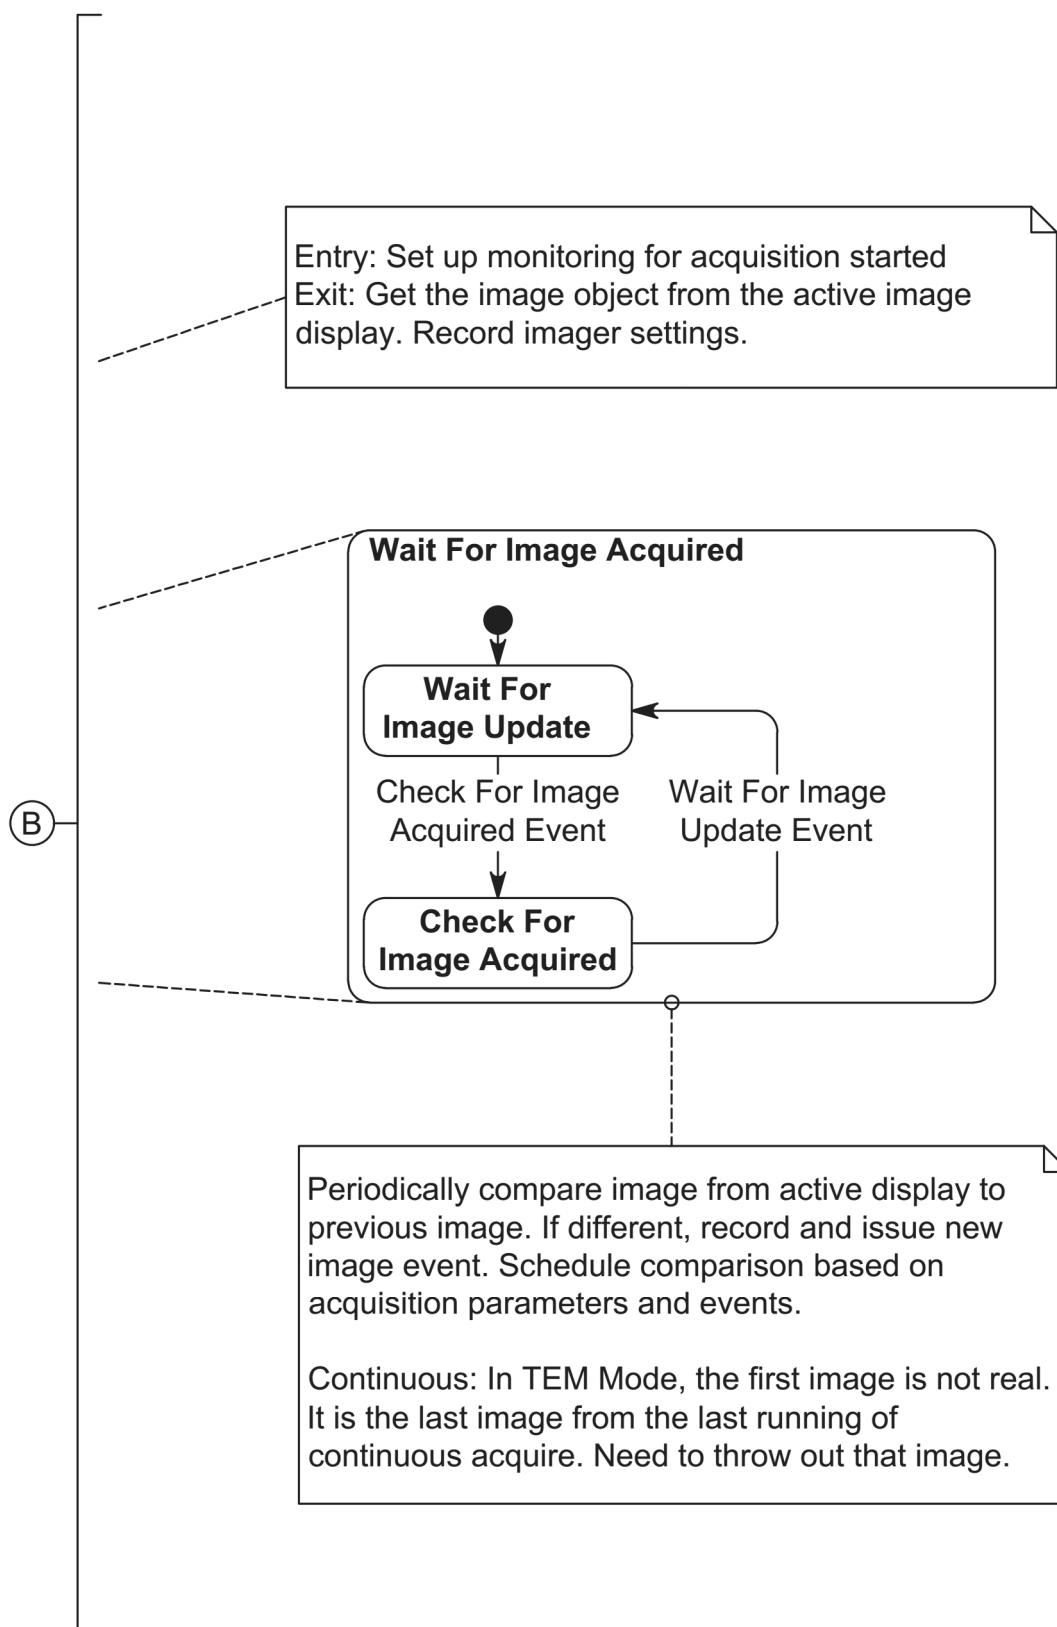 Entry: Set up monitoring for acquisition started
Exit: Get the image object from the active image
display. Record imager settings.
Wait For Image Acquired
Wait For
Image Update
Check For Image
Acquired Event
Wait For Image
Update Event
B
Check For
Image Acquired
Periodically compare image from active display to
previous image. If different, record and issue new
image event. Schedule comparison based on
acquisition parameters and events.
Continuous: In TEM Mode, the first image is not real.
It is the last image from the last running of
continuous acquire. Need to throw out that image.